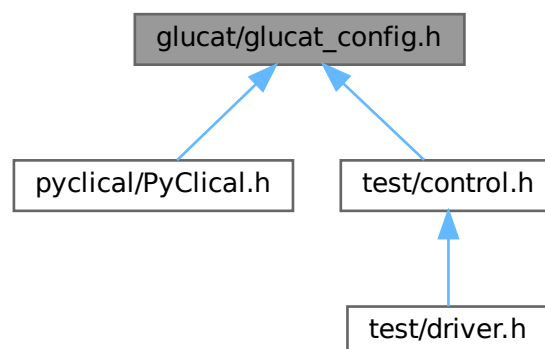 glucat/glucat_config.h
pyclical/PyClical.h
test/control.h
test/driver.h